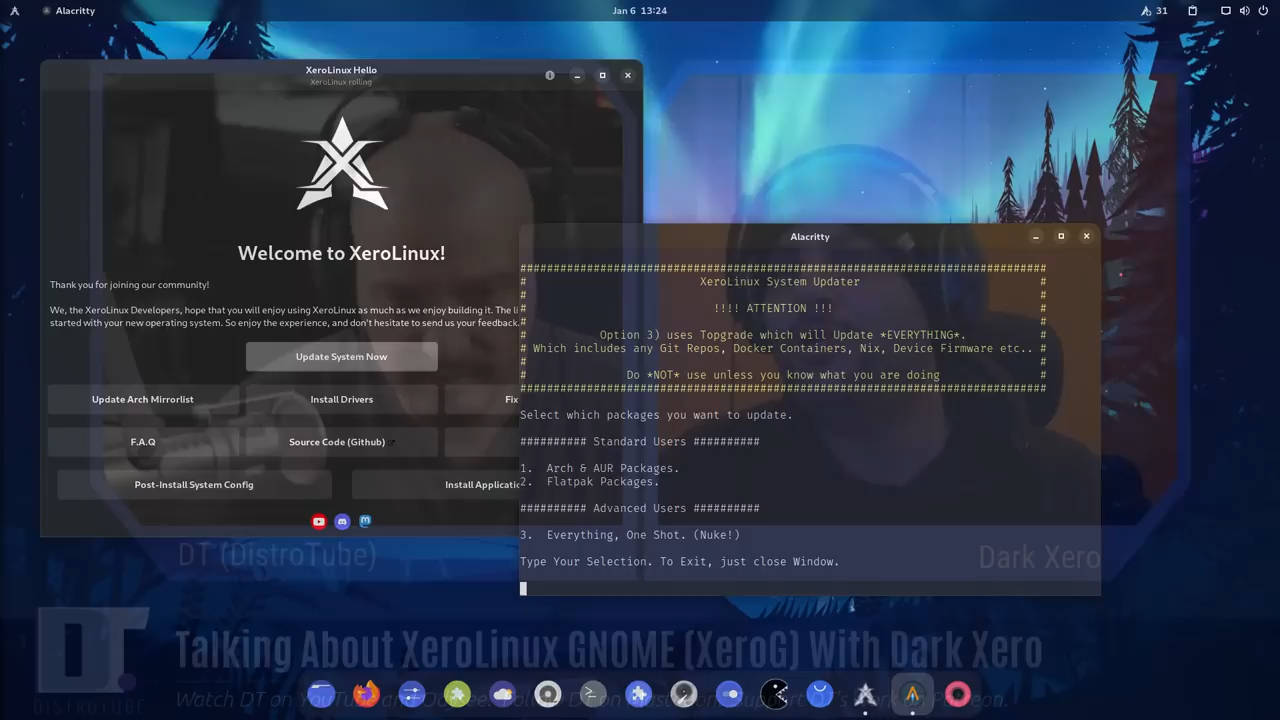 Alacritty
Jan 6 13:24
31
XeroLinux Hello
XeroLinux rolling
Welcome to XeroLinux!
Thank you for joining our community!
We, the XeroLinux Developers, hope that you will enjoy using XeroLinux as much as we enjoy building it. The li
started with your new operating system. So enjoy the experience, and don't hesitate to send us your feedback.
Update System Now
Update Arch Mirrorlist
Install Drivers
Fix
F.A.Q
Source Code (Github)
Post-Install System Config
Install Applicatio
Alacritty
###############################################################################
# XeroLinux System Updater #
# #
# !!!! ATTENTION !!! #
# #
# Option 3) uses Topgrade which will Update *EVERYTHING*. #
# Which includes any Git Repos, Docker Containers, Nix, Device Firmware etc.. #
# #
# Do *NOT* use unless you know what you are doing #
###############################################################################
Select which packages you want to update.
########## Standard Users ##########
1. Arch & AUR Packages.
2. Flatpak Packages.
########## Advanced Users ##########
3. Everything, One Shot. (Nuke!)
Type Your Selection. To Exit, just close Window.
DT (DistroTube)
Dark Xero
DT
DISTROTUBE
Talking About XeroLinux GNOME (XeroG) With Dark Xero
Watch DT on YouTube and